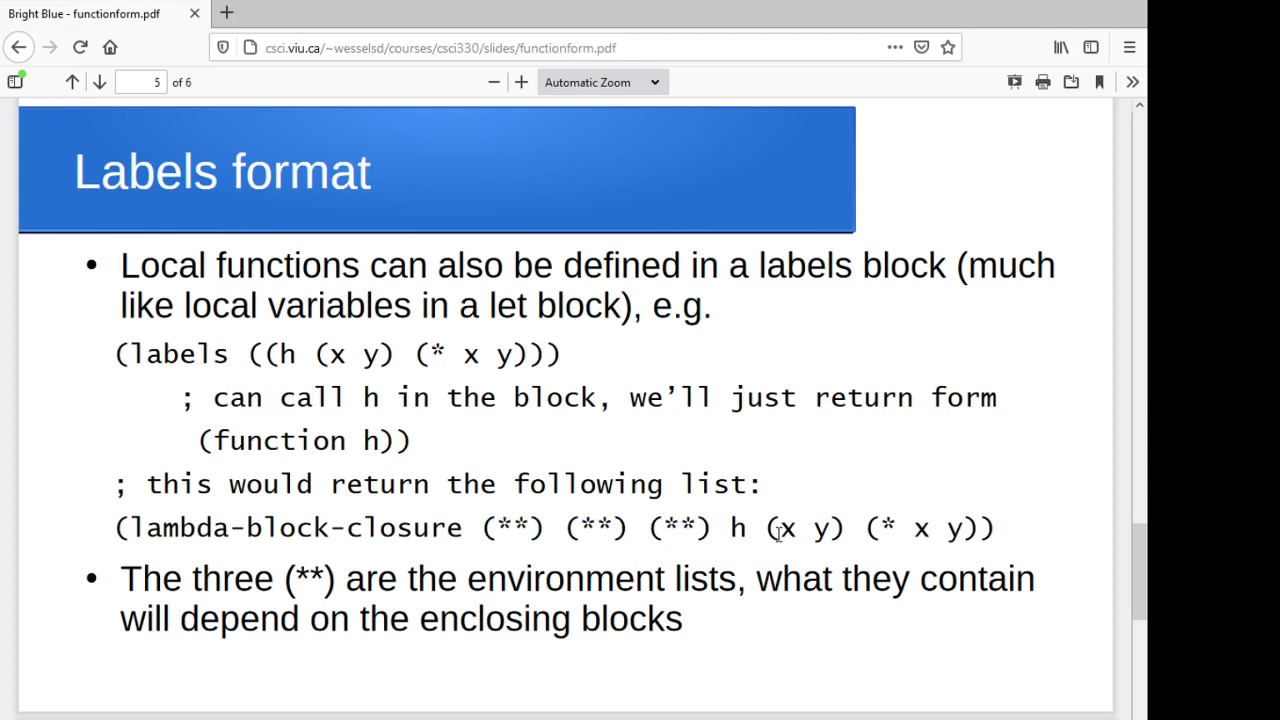 Bright Blue - functionform.pdf
csci.viu.ca/~wesselsd/courses/csci330/slides/functionform.pdf
5 of 6
Automatic Zoom
Labels format
• Local functions can also be defined in a labels block (much
like local variables in a let block), e.g.
(labels ((h (x y) (* x y)))
; can call h in the block, we’ll just return form
(function h))
; this would return the following list:
(lambda-block-closure (**) (**) (**) h (x y) (* x y))
• The three (**) are the environment lists, what they contain
will depend on the enclosing blocks